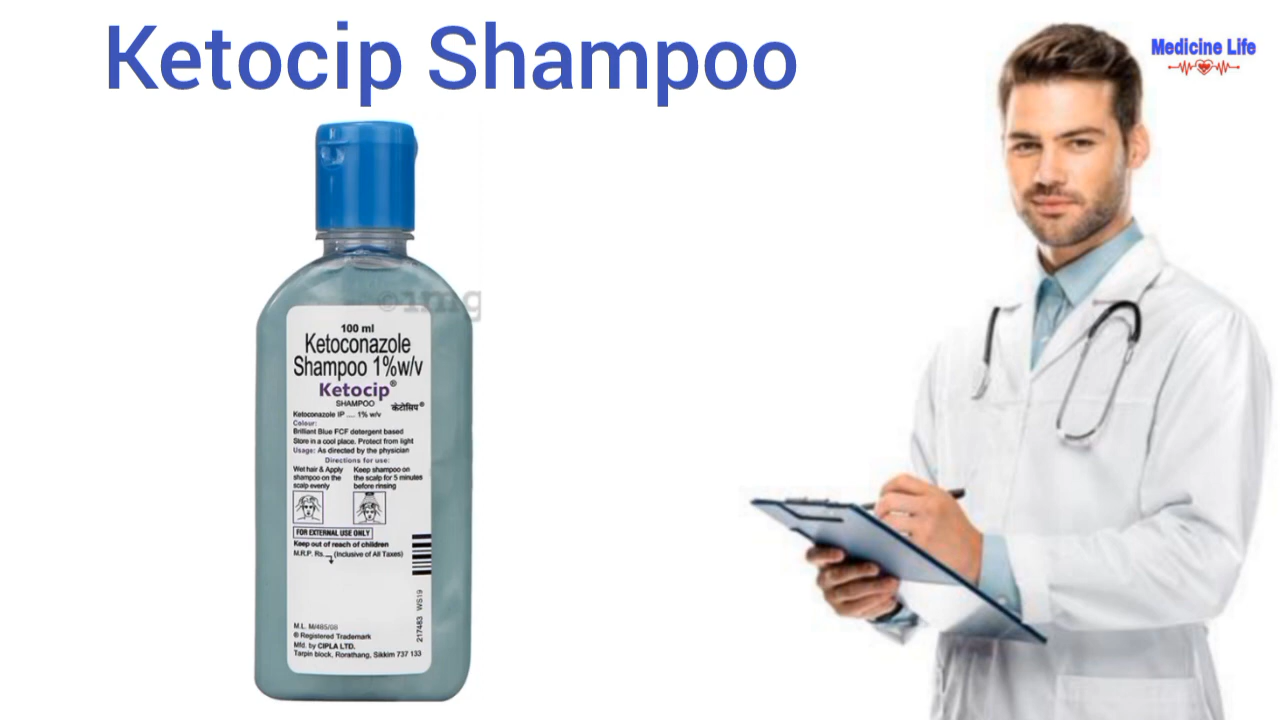 Ketocip Shampoo
Medicine Life
100 ml
Ketoconazole
Shampoo 1%w/v
Ketocip®
SHAMPOO
केटोसिप®
Ketoconazole IP .... 1% w/v
Colour:
Brilliant Blue FCF detergent based
Store in a cool place. Protect from light
Usage: As directed by the physician
Directions for use:
Wet hair & Apply
shampoo on the
scalp evenly
Keep shampoo on
the scalp for 5 minutes
before rinsing
FOR EXTERNAL USE ONLY
Keep out of reach of children
M.R.P. Rs. (Inclusive of All Taxes)
M.L. M/485/08
® Registered Trademark
Mfd. by CIPLA LTD.
Tarpin block, Rorathang, Sikkim 737 133
217483 WS19
©1mg